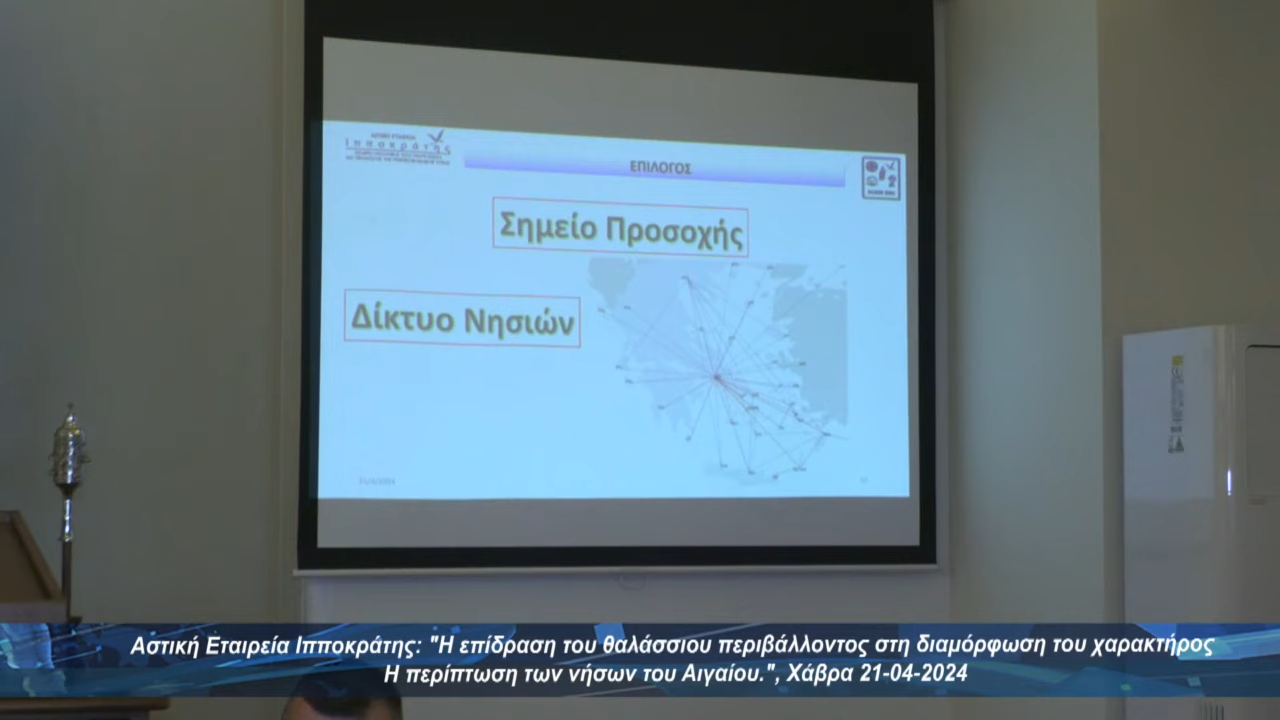 Ιπποκράτης
ΕΠΙΛΟΓΟΣ
Σημείο Προσοχής
Δίκτυο Νησιών
Αστική Εταιρεία Ιπποκράτης: "Η επίδραση του θαλάσσιου περιβάλλοντος στη διαμόρφωση του χαρακτήρος
Η περίπτωση των νήσων του Αιγαίου.", Χάβρα 21-04-2024